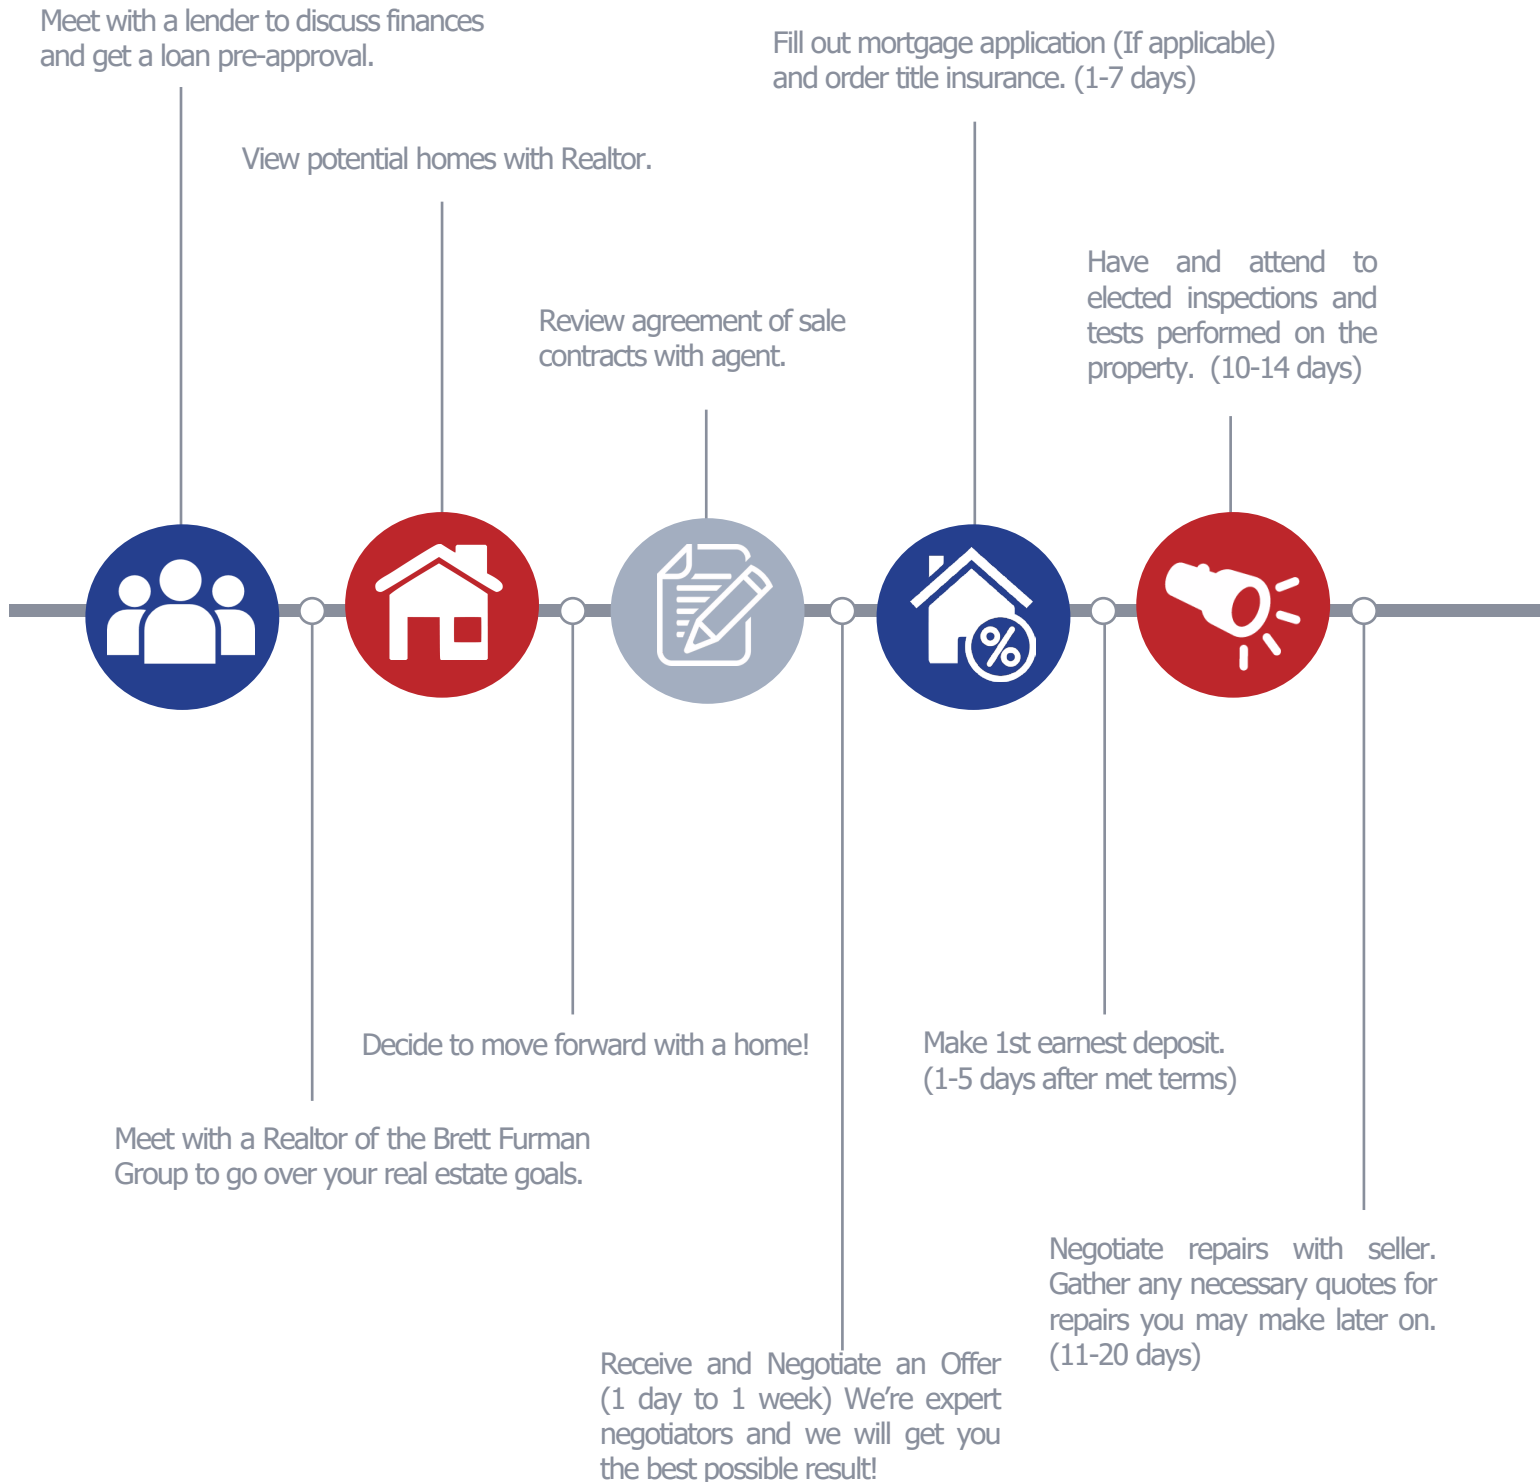 Meet with a lender to discuss finances
and get a loan pre-approval.
Fill out mortgage application (If applicable)
and order title insurance. (1-7 days)
View potential homes with Realtor.
Have and attend to
elected inspections and
tests performed on the
property. (10-14 days)
Review agreement of sale
contracts with agent.
%
Decide to move forward with a home!
Make 1st earnest deposit.
(1-5 days after met terms)
Meet with a Realtor of the Brett Furman
Group to go over your real estate goals.
Negotiate repairs with seller.
Gather any necessary quotes for
repairs you may make later on.
(11-20 days)
Receive and Negotiate an Offer
(1 day to 1 week) We’re expert
negotiators and we will get you
the best possible result!